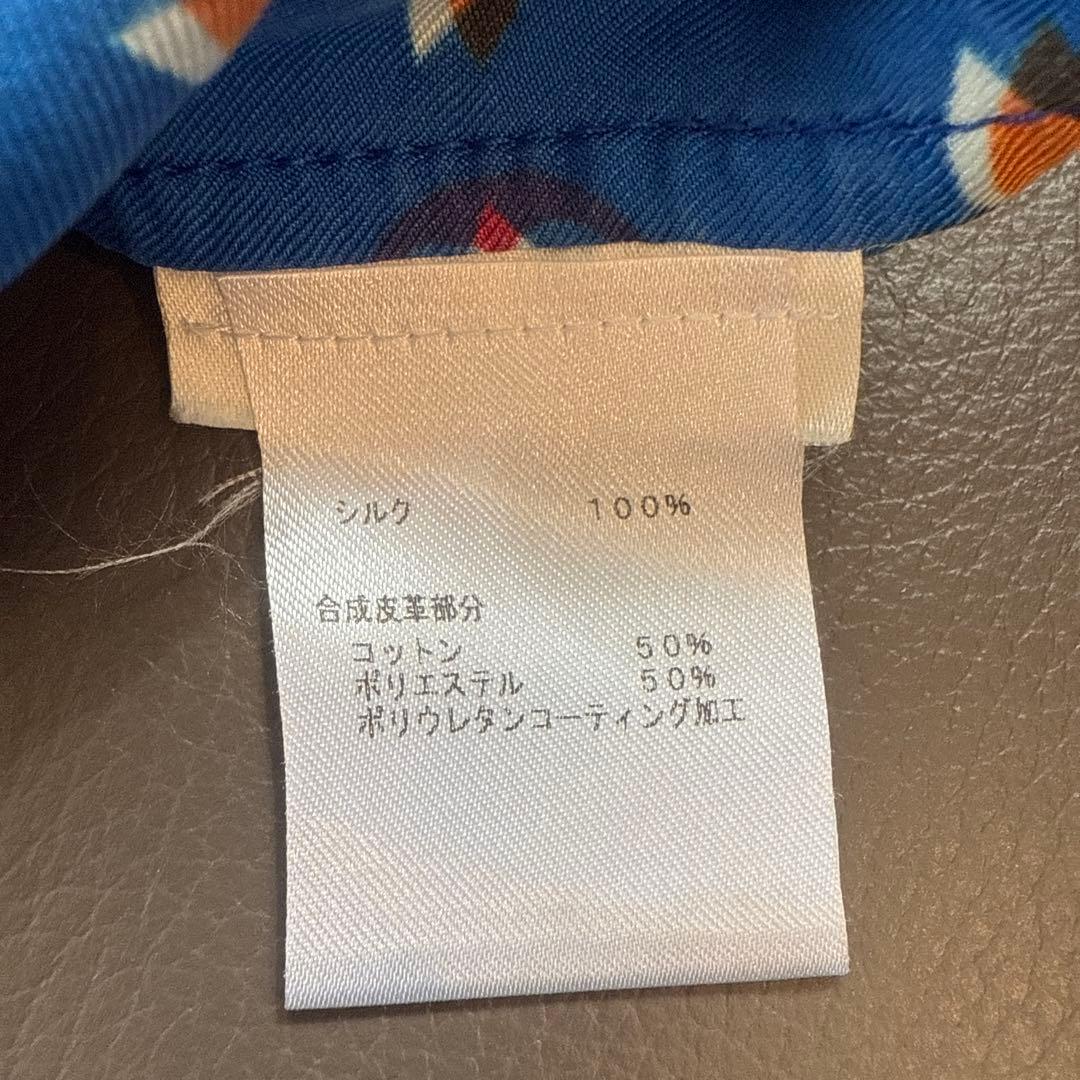 シルク １００％
合成皮革部分
コットン ５０％
ポリエステル ５０％
ポリウレタンコーティング加工